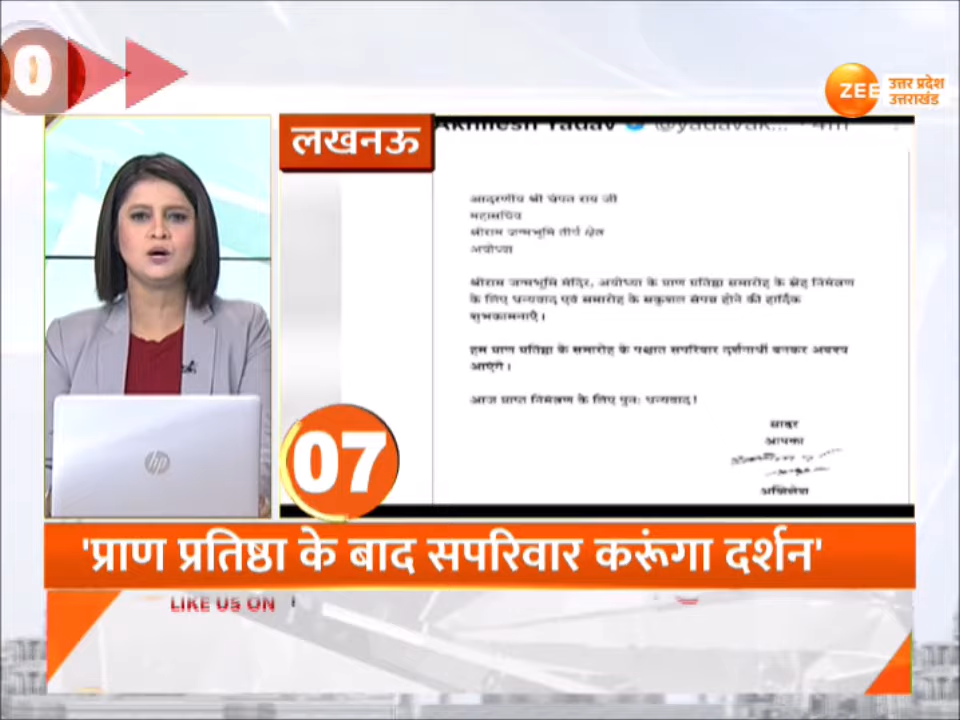 0
ZEE
उत्तर प्रदेश
उत्तराखंड
लखनऊ
Akhilesh Yadav @yadavak... · 4m
आदरणीय श्री चंपत राय जी
महासचिव
श्रीराम जन्मभूमि तीर्थ क्षेत्र
अयोध्या
श्रीराम जन्मभूमि मंदिर, अयोध्या के प्राण प्रतिष्ठा समारोह के स्नेह निमंत्रण
के लिए धन्यवाद एवं समारोह के सकुशल संपन्न होने की हार्दिक
शुभकामनाएँ।
हम प्राण प्रतिष्ठा के समारोह के पश्चात सपरिवार दर्शनार्थी बनकर अवश्य
आएंगे।
आज प्राप्त निमंत्रण के लिए पुनः धन्यवाद!
सादर
आपका
अखिलेश
hp
07
'प्राण प्रतिष्ठा के बाद सपरिवार करूंगा दर्शन'
LIKE US ON